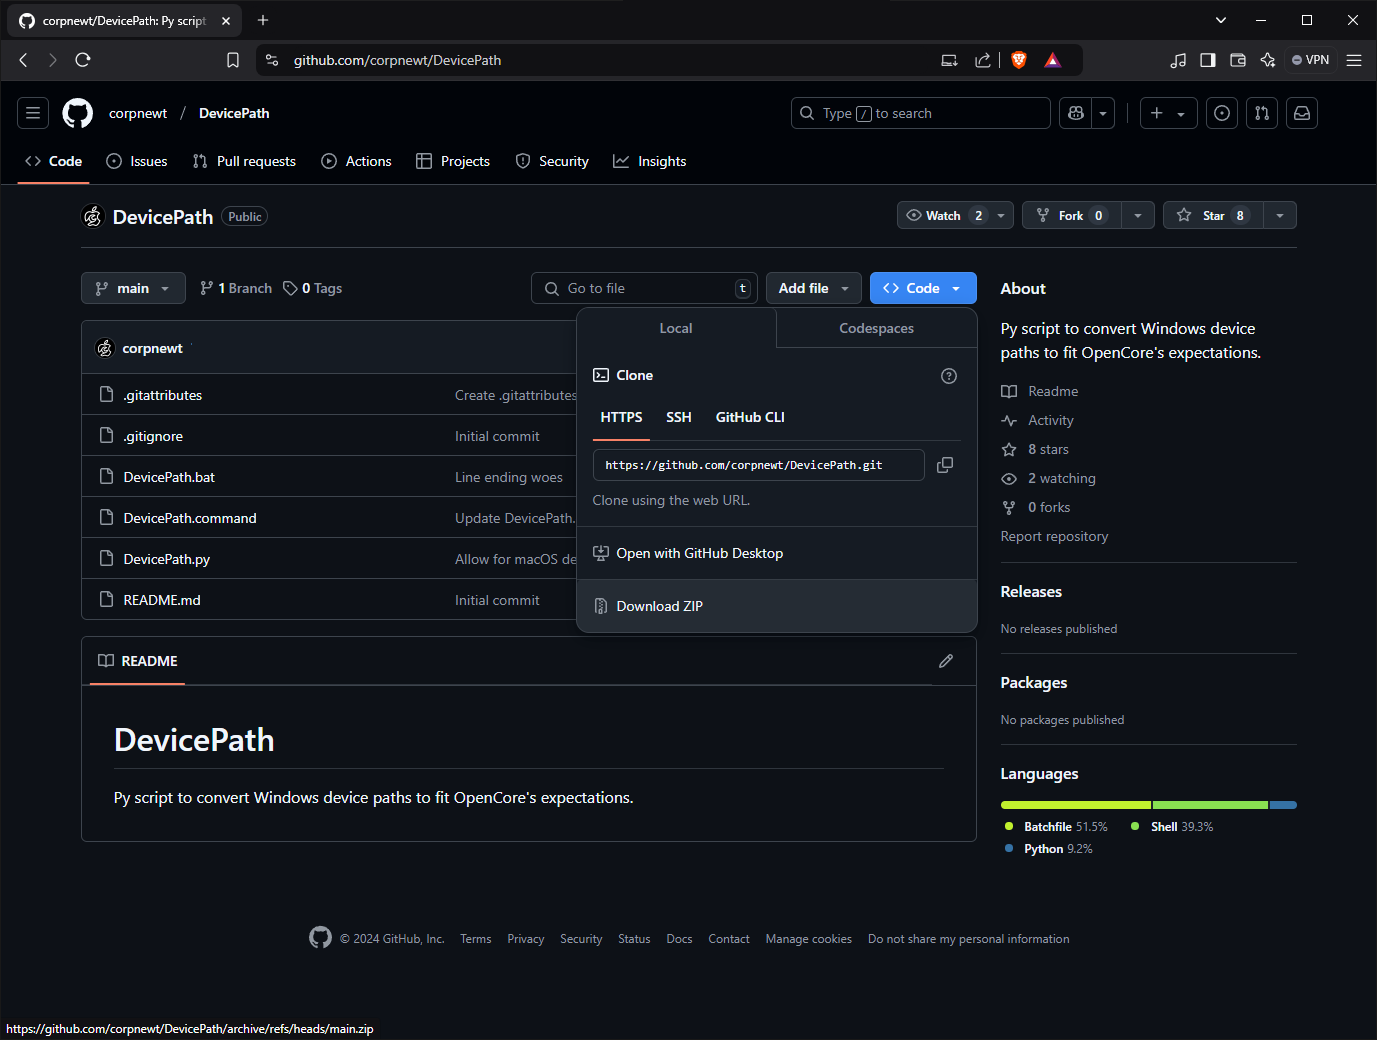 corpnewt/DevicePath: Py script
github.com/corpnewt/DevicePath
VPN
corpnewt / DevicePath
Type / to search
Code
Issues
Pull requests
Actions
Projects
Security
Insights
DevicePath Public
Watch 2
Fork 0
Star 8
main
1 Branch
0 Tags
Go to file t
Add file
Code
corpnewt
.gitattributes Create .gitattributes
.gitignore Initial commit
DevicePath.bat Line ending woes
DevicePath.command Update DevicePath.
DevicePath.py Allow for macOS de
README.md Initial commit
Local
Codespaces
Clone
HTTPS SSH GitHub CLI
https://github.com/corpnewt/DevicePath.git
Clone using the web URL.
Open with GitHub Desktop
Download ZIP
README
DevicePath
Py script to convert Windows device paths to fit OpenCore's expectations.
About
Py script to convert Windows device
paths to fit OpenCore's expectations.
Readme
Activity
8 stars
2 watching
0 forks
Report repository
Releases
No releases published
Packages
No packages published
Languages
Batchfile 51.5% Shell 39.3%
Python 9.2%
© 2024 GitHub, Inc. Terms Privacy Security Status Docs Contact Manage cookies Do not share my personal information
https://github.com/corpnewt/DevicePath/archive/refs/heads/main.zip